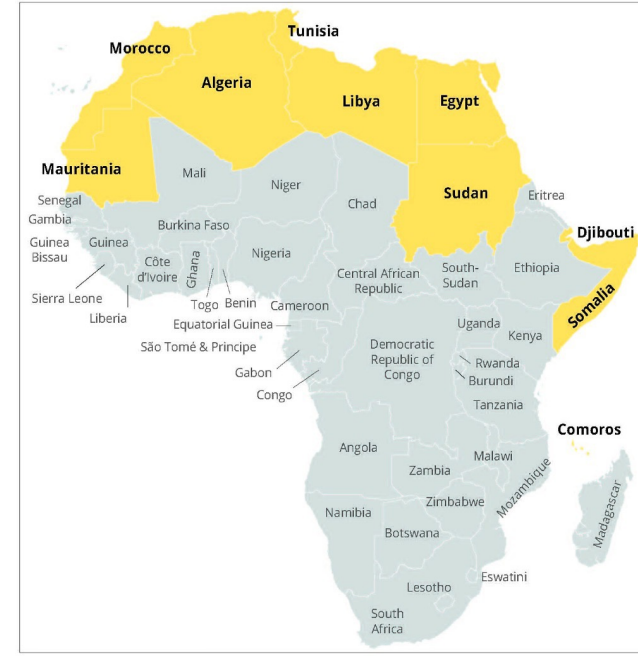 Tunisia
Morocco
Algeria
Libya
Egypt
Mauritania
Mali
Niger
Chad
Sudan
Eritrea
Senegal
Gambia
Guinea
Bissau
Guinea
Burkina Faso
Côte
d'Ivoire
Ghana
Nigeria
Djibouti
Somalia
Ethiopia
South-
Sudan
Central African
Republic
Sierra Leone
Liberia
Togo
Benin
Cameroon
Equatorial Guinea
São Tomé & Principe
Gabon
Congo
Democratic
Republic of
Congo
Uganda
Kenya
Rwanda
Burundi
Tanzania
Comoros
Angola
Zambia
Malawi
Mozambique
Madagascar
Zimbabwe
Namibia
Botswana
Eswatini
Lesotho
South
Africa